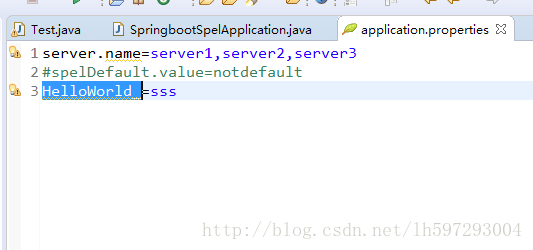 Test.java SpringbootSpelApplication.java application.properties
1 server.name=server1,server2,server3
2 #spelDefault.value=notdefault
3 HelloWorld_=sss
http://blog.csdn.net/lh597293004